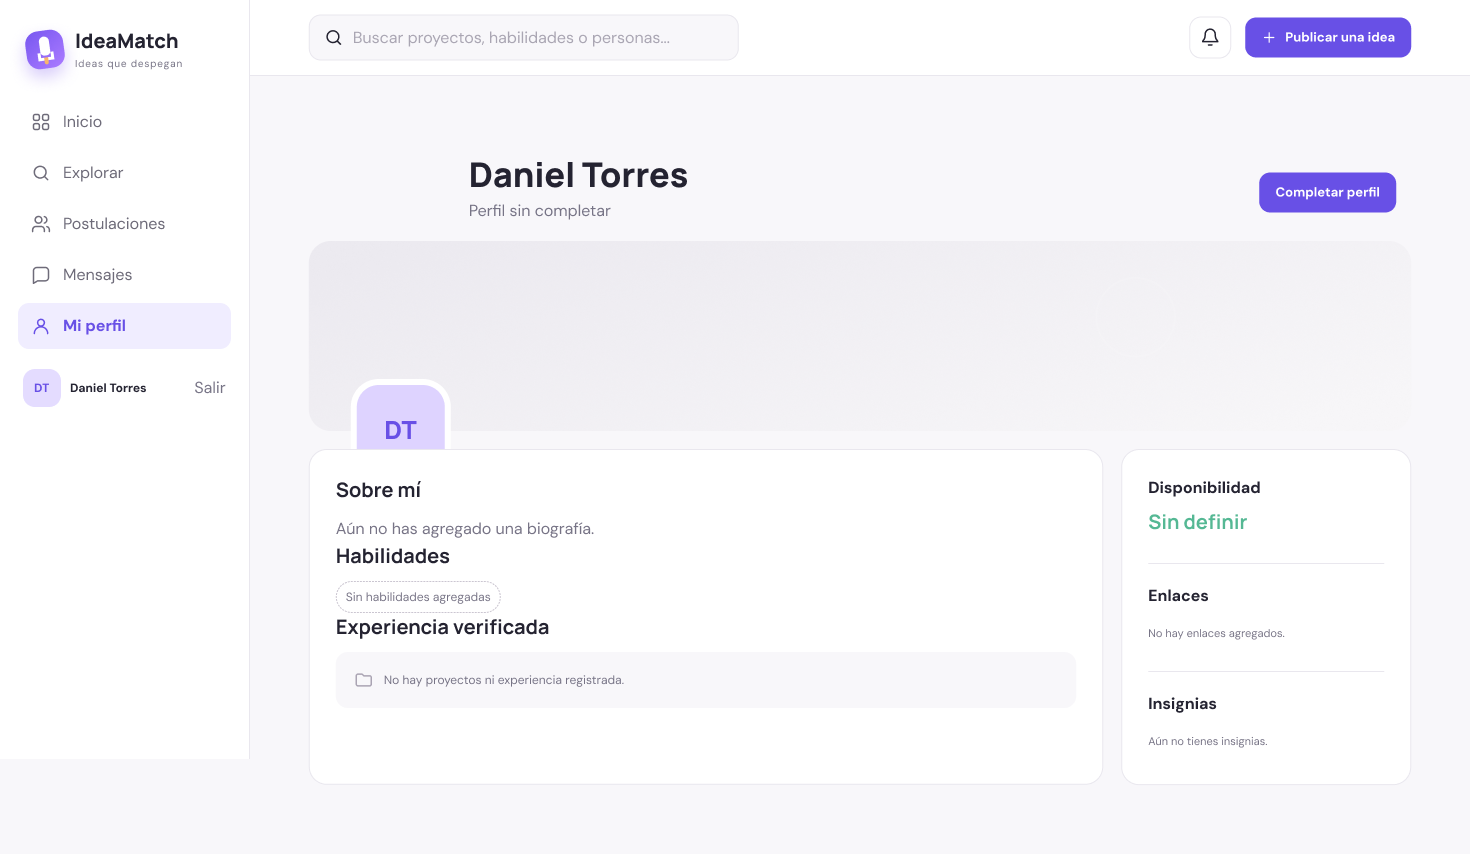 IdeaMatch
Ideas que despegan
Inicio
Explorar
Postulaciones
Mensajes
Mi perfil
DT
Daniel Torres
Salir
Buscar proyectos, habilidades o personas...
Publicar una idea
Daniel Torres
Perfil sin completar
Completar perfil
DT
Sobre mí
Aún no has agregado una biografía.
Habilidades
Sin habilidades agregadas
Experiencia verificada
No hay proyectos ni experiencia registrada.
Disponibilidad
Sin definir
Enlaces
No hay enlaces agregados.
Insignias
Aún no tienes insignias.